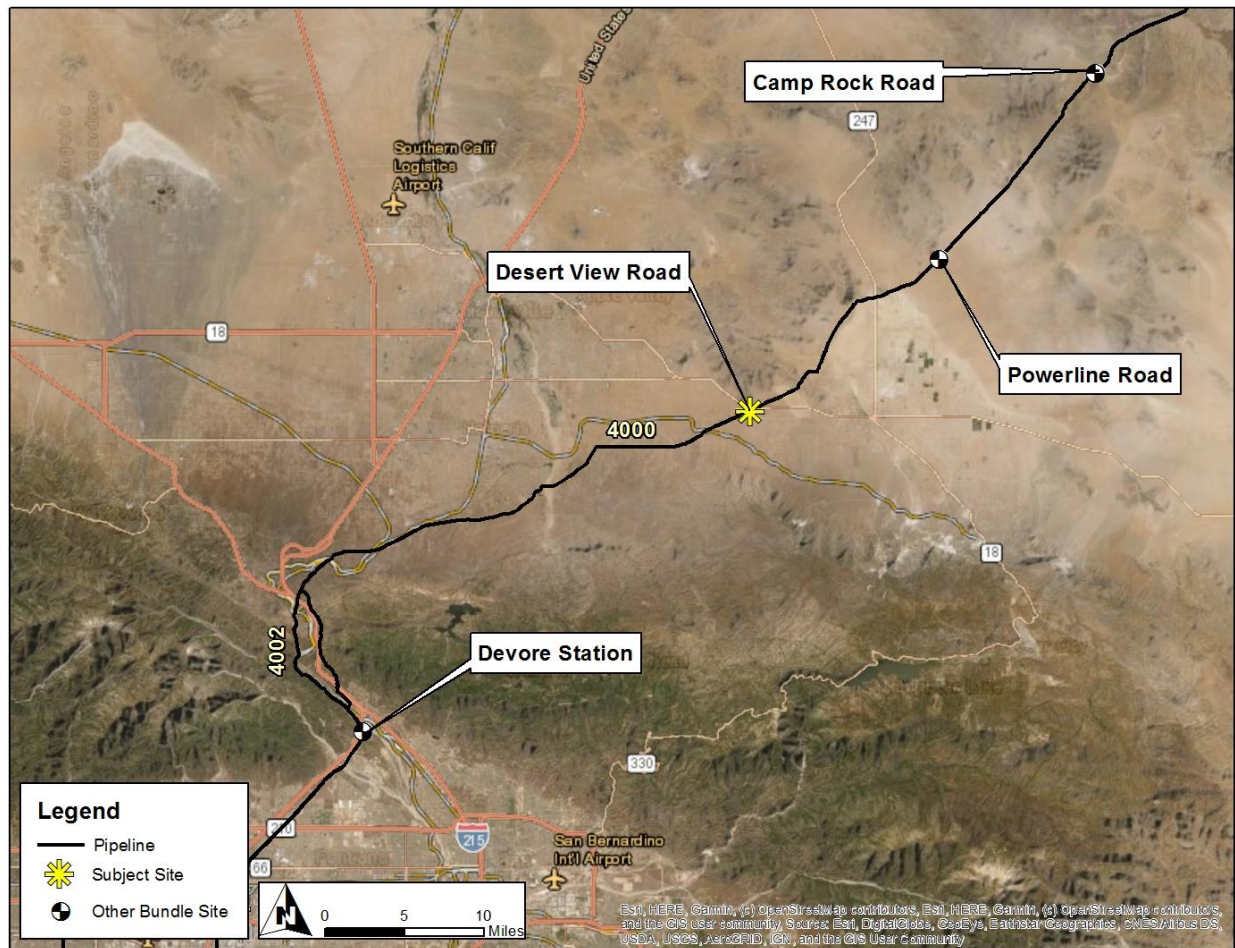 United States
Camp Rock Road
247
Southern Calif
Logistics
Airport
Desert View Road
18
Powerline Road
4000
18
4002
Devore Station
330
Legend
Pipeline
Subject Site
Other Bundle Site
210
66
215
San Bernardino
Int'l Airport
N
0 5 10
Miles
Esri, HERE, Garmin, (c) OpenStreetMap contributors, Esri, HERE, Garmin, (c) OpenStreetMap contributors,
and the GIS user community, Source: Esri, DigitalGlobe, GeoEye, Earthstar Geographics, CNES/Airbus DS,
USDA, USGS, AeroGRID, IGN, and the GIS User Community